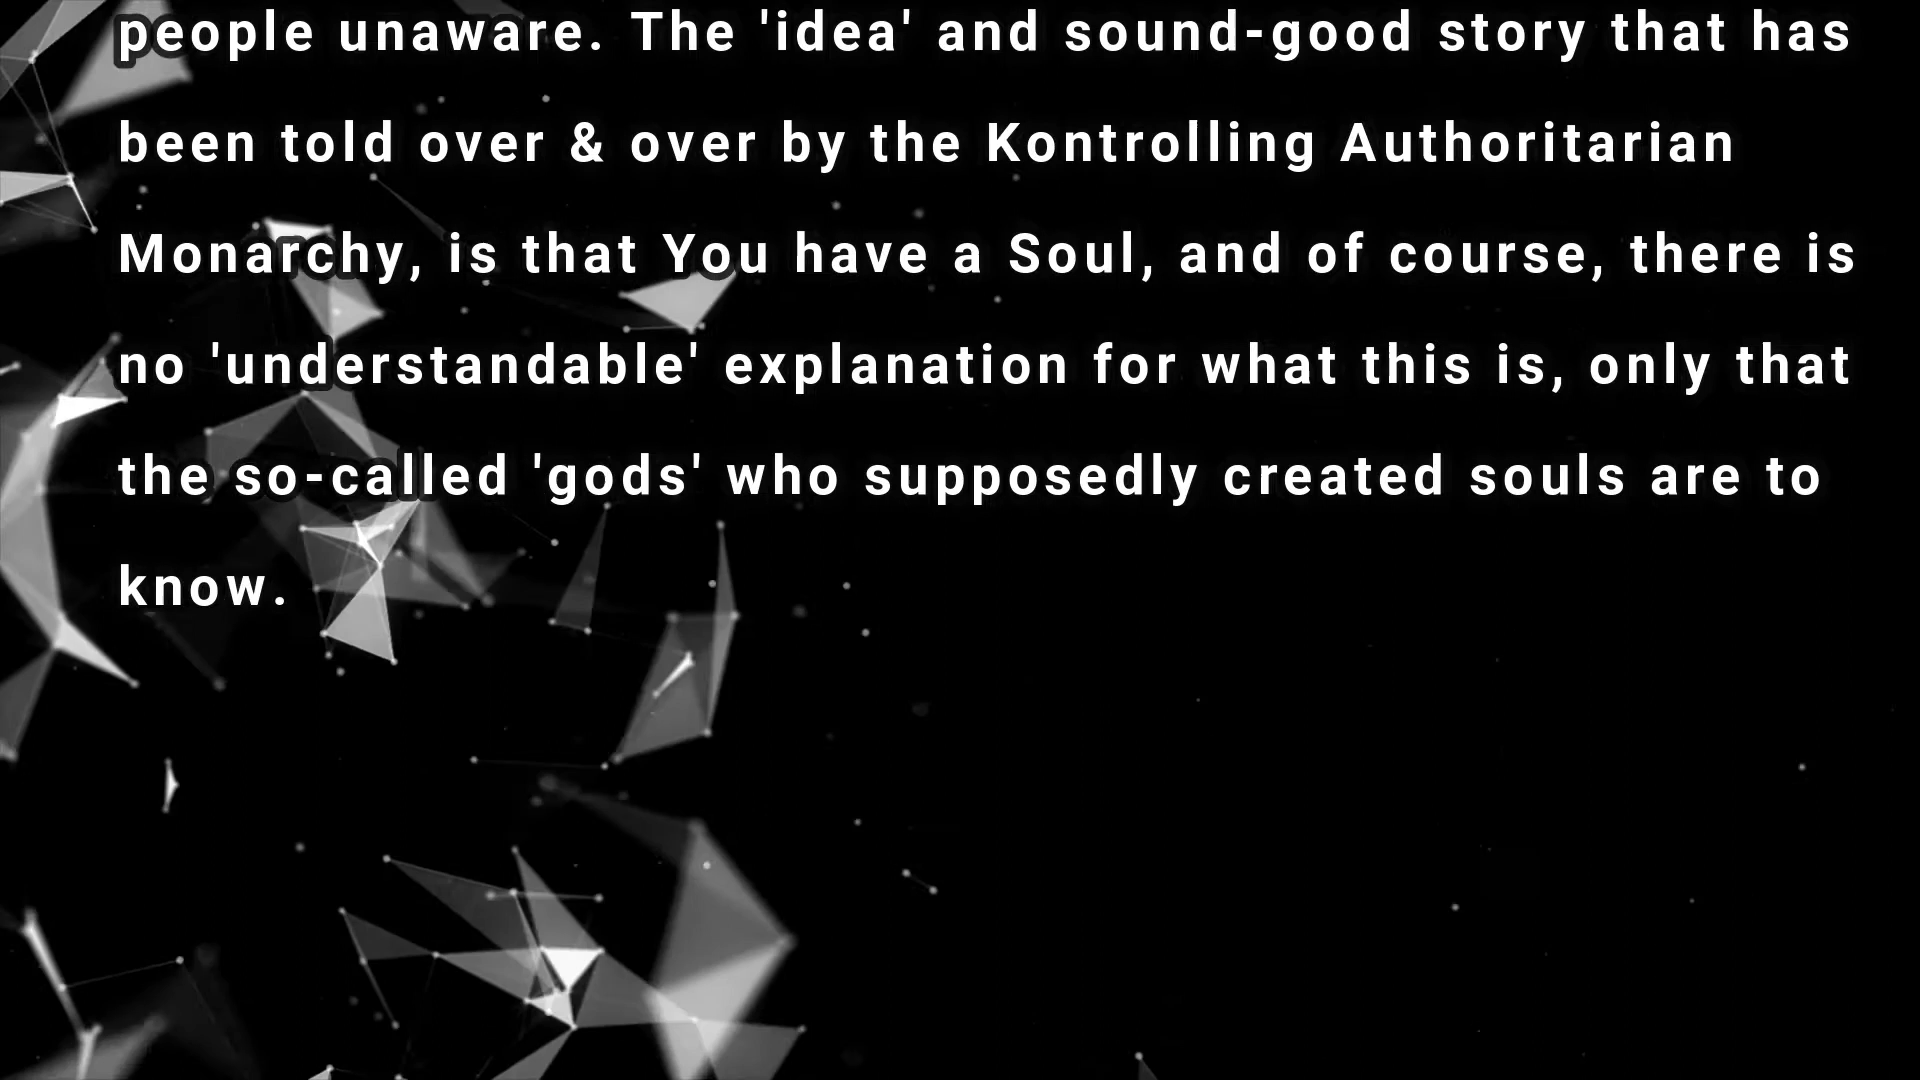 people unaware. The 'idea' and sound-good story that has
been told over & over by the Kontrolling Authoritarian
Monarchy, is that You have a Soul, and of course, there is
no 'understandable' explanation for what this is, only that
the so-called 'gods' who supposedly created souls are to
know.